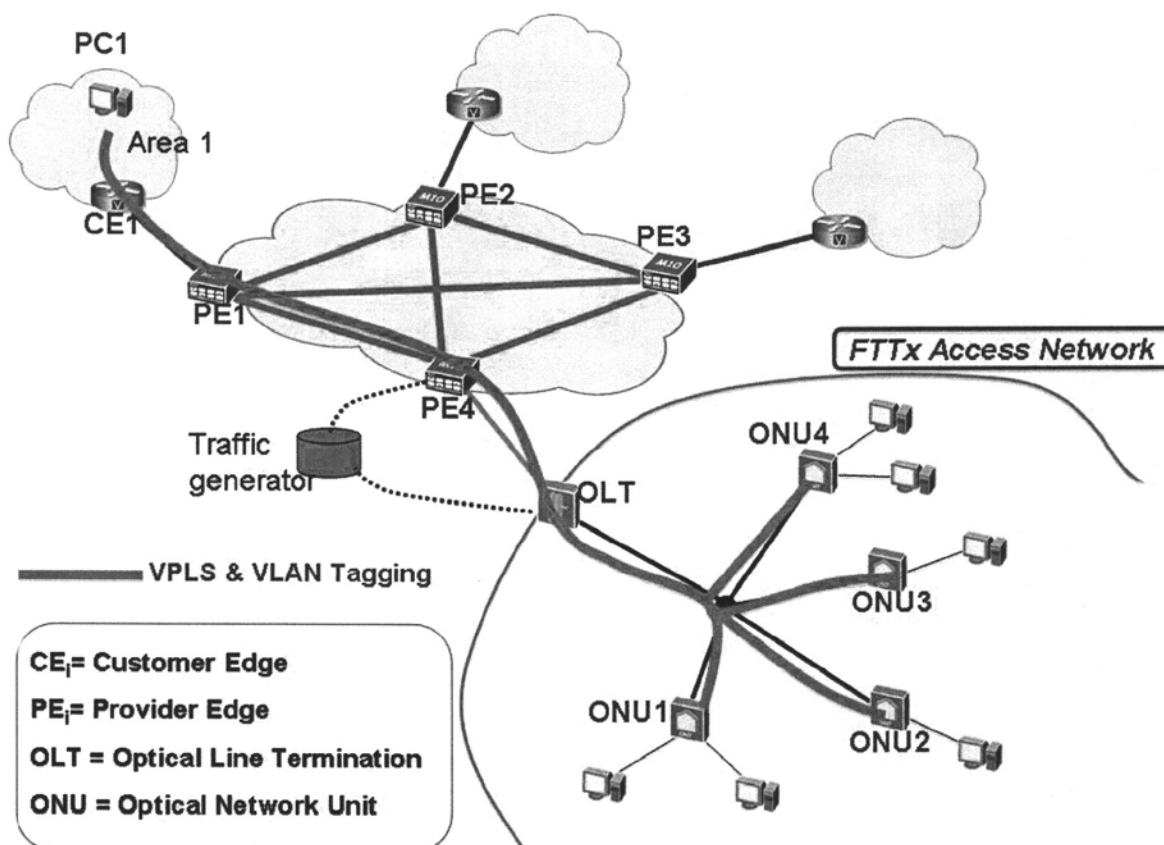 PC1
Area 1
CE1
PE2
PE3
PE1
PE4
FTTx Access Network
Traffic
generator
OLT
ONU4
ONU3
ONU1
ONU2
VPLS & VLAN Tagging
CEi= Customer Edge
PEi= Provider Edge
OLT = Optical Line Termination
ONU = Optical Network Unit